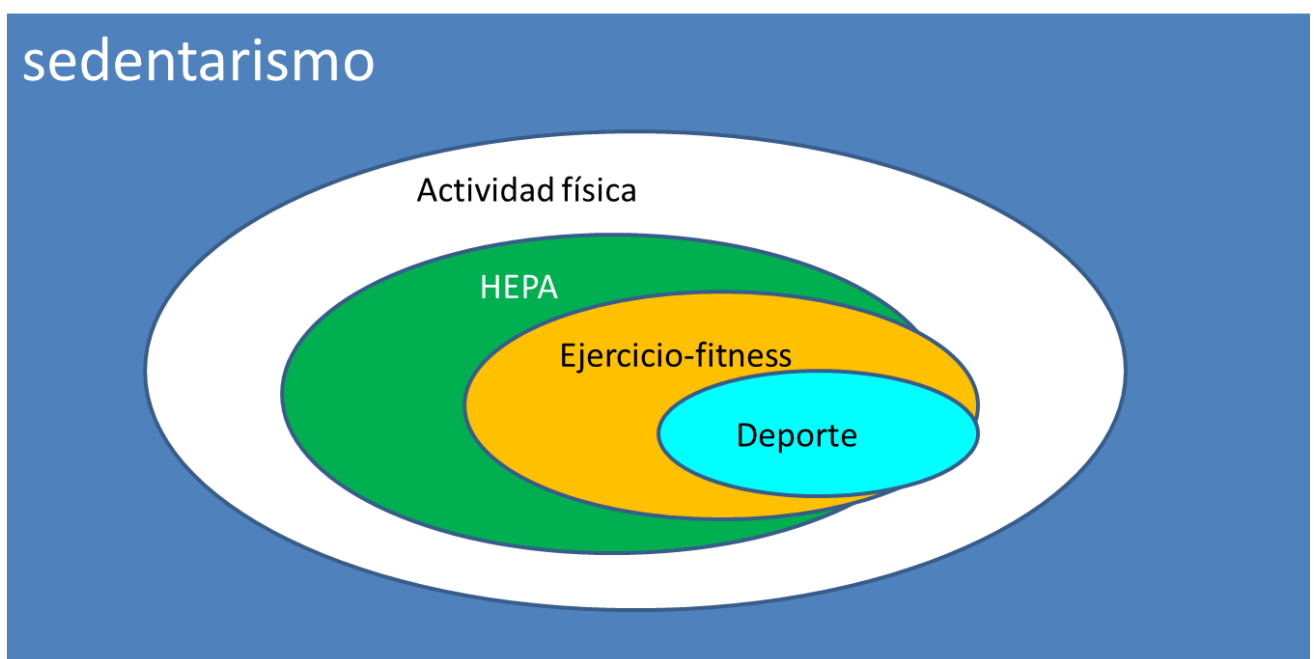 sedentarismo
Actividad física
HEPA
Ejercicio-fitness
Deporte